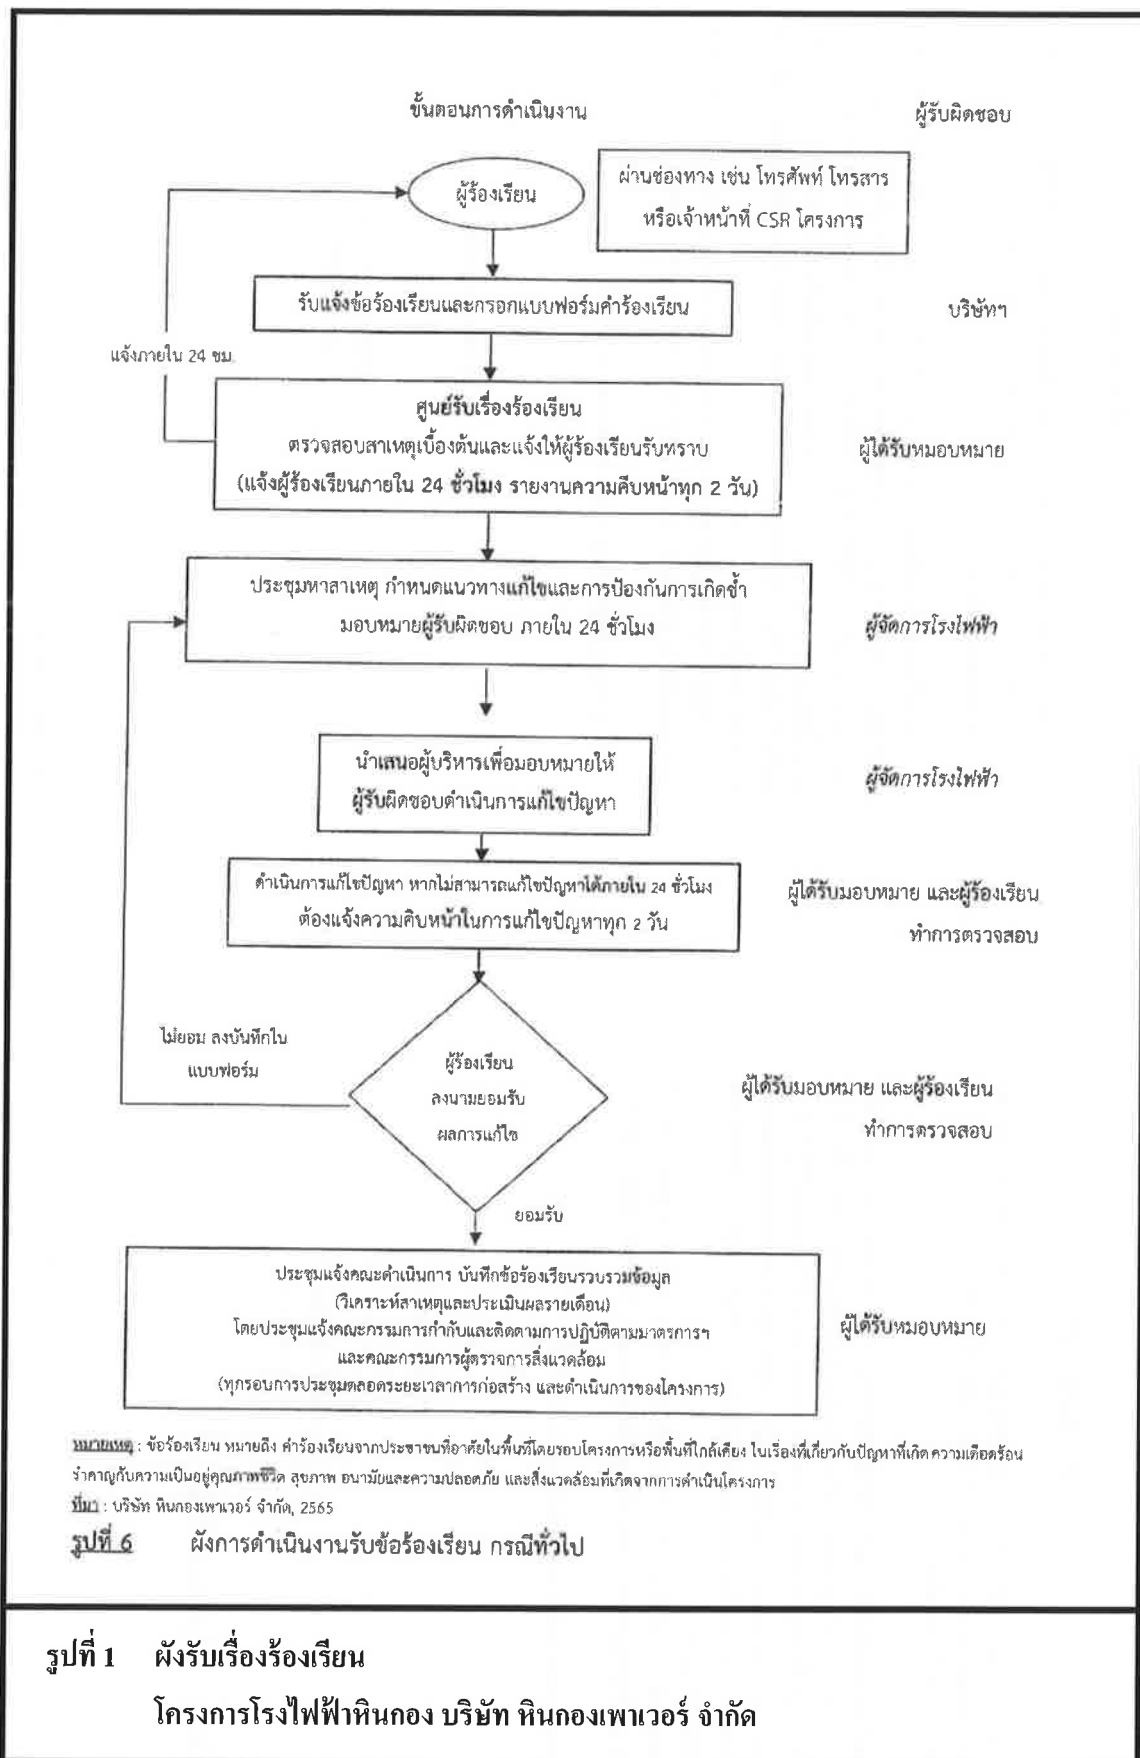 ขั้นตอนการดำเนินงาน
ผู้รับผิดชอบ
ผู้ร้องเรียน
ผ่านช่องทาง เช่น โทรศัพท์ โทรสาร
หรือเจ้าหน้าที่ CSR โครงการ
รับแจ้งข้อร้องเรียนและกรอกแบบฟอร์มคำร้องเรียน
บริษัทฯ
แจ้งภายใน 24 ชม.
ศูนย์รับเรื่องร้องเรียน
ตรวจสอบสาเหตุเบื้องต้นและแจ้งให้ผู้ร้องเรียนรับทราบ
(แจ้งผู้ร้องเรียนภายใน 24 ชั่วโมง รายงานความคืบหน้าทุก 2 วัน)
ผู้ได้รับหมอบหมาย
ประชุมหาสาเหตุ กำหนดแนวทางแก้ไขและการป้องกันการเกิดซ้ำ
มอบหมายผู้รับผิดชอบ ภายใน 24 ชั่วโมง
ผู้จัดการโรงไฟฟ้า
นำเสนอผู้บริหารเพื่อมอบหมายให้
ผู้รับผิดชอบดำเนินการแก้ไขปัญหา
ผู้จัดการโรงไฟฟ้า
ดำเนินการแก้ไขปัญหา หากไม่สามารถแก้ไขปัญหาได้ภายใน 24 ชั่วโมง
ต้องแจ้งความคืบหน้าในการแก้ไขปัญหาทุก 2 วัน
ผู้ได้รับมอบหมาย และผู้ร้องเรียน
ทำการตรวจสอบ
ไม่ยอม ลงบันทึกใน
แบบฟอร์ม
ผู้ร้องเรียน
ลงนามยอมรับ
ผลการแก้ไข
ผู้ได้รับมอบหมาย และผู้ร้องเรียน
ทำการตรวจสอบ
ยอมรับ
ประชุมแจ้งคณะดำเนินการ บันทึกข้อร้องเรียนรวบรวมข้อมูล
(วิเคราะห์สาเหตุและประเมินผลรายเดือน)
โดยประชุมแจ้งคณะกรรมการกำกับและติดตามการปฏิบัติตามมาตรการฯ
และคณะกรรมการผู้ตรวจการสิ่งแวดล้อม
(ทุกรอบการประชุมตลอดระยะเวลาการก่อสร้าง และดำเนินการของโครงการ)
ผู้ได้รับหมอบหมาย
หมายเหตุ : ข้อร้องเรียน หมายถึง คำร้องเรียนจากประชาชนที่อาศัยในพื้นที่โดยรอบโครงการหรือพื้นที่ใกล้เคียง ในเรื่องที่เกี่ยวกับปัญหาที่เกิด ความเดือดร้อน
รำคาญกับความเป็นอยู่คุณภาพชีวิต สุขภาพ อนามัยและความปลอดภัย และสิ่งแวดล้อมที่เกิดจากการดำเนินโครงการ
ที่มา : บริษัท หินกองเพาเวอร์ จำกัด, 2565
รูปที่ 6 ผังการดำเนินงานรับข้อร้องเรียน กรณีทั่วไป
รูปที่ 1 ผังรับเรื่องร้องเรียน
โครงการโรงไฟฟ้าหินกอง บริษัท หินกองเพาเวอร์ จำกัด